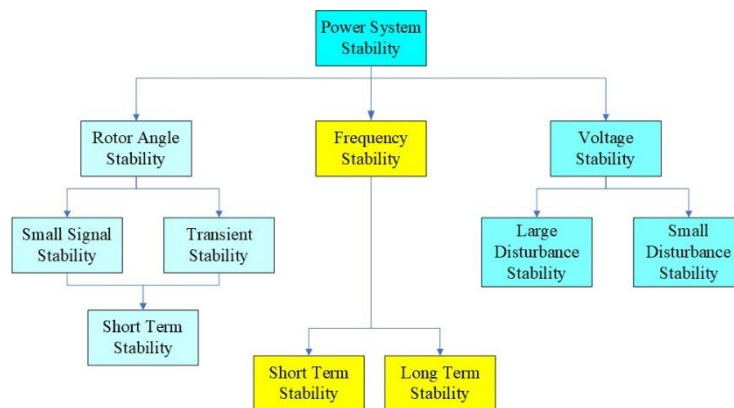 Power System
Stability
Rotor Angle
Stability
Frequency
Stability
Voltage
Stability
Small Signal
Stability
Transient
Stability
Large
Disturbance
Stability
Small
Disturbance
Stability
Short Term
Stability
Short Term
Stability
Long Term
Stability